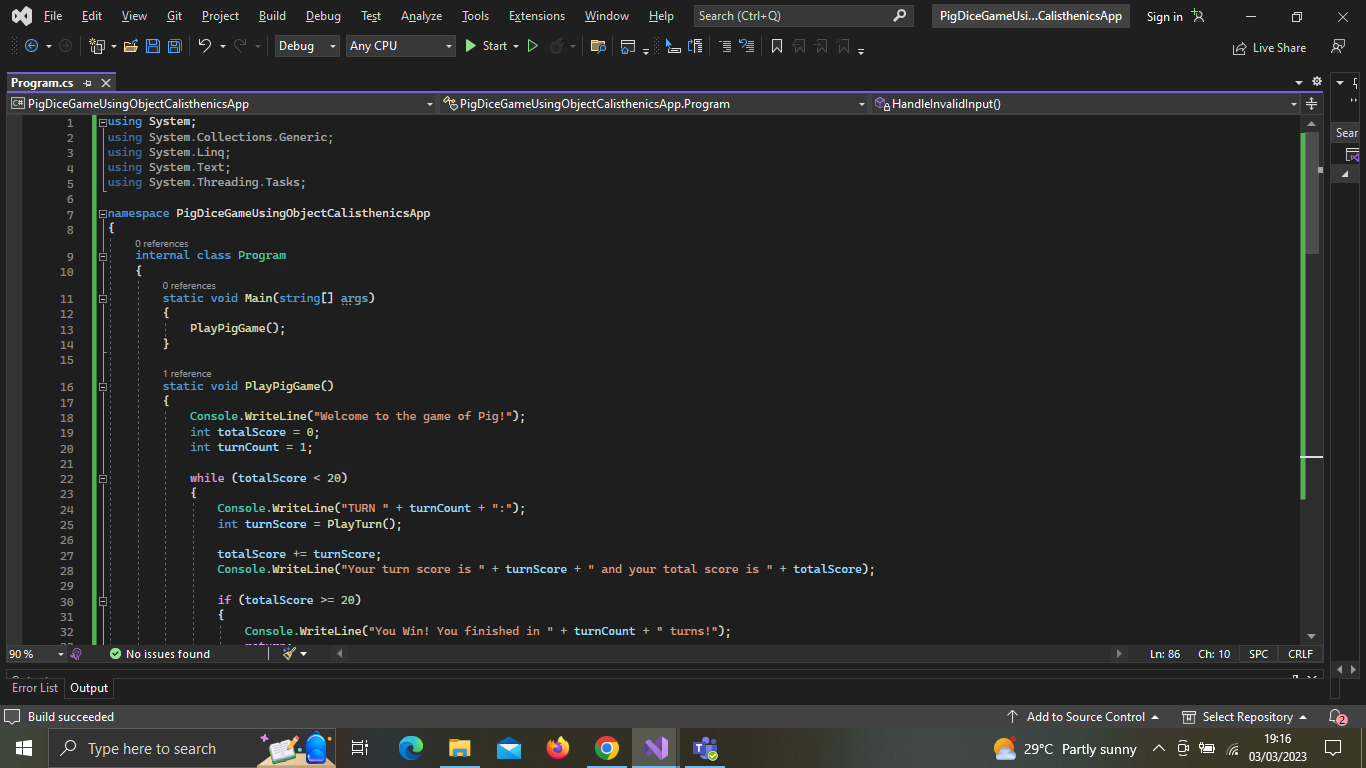 File Edit View Git Project Build Debug Test Analyze Tools Extensions Window Help Search (Ctrl+Q) PigDiceGameUsi...CalisthenicsApp Sign in
Debug Any CPU Start Live Share
Program.cs
C# PigDiceGameUsingObjectCalisthenicsApp PigDiceGameUsingObjectCalisthenicsApp.Program HandleInvalidInput()
1 using System;
2 using System.Collections.Generic;
3 using System.Linq;
4 using System.Text;
5 using System.Threading.Tasks;
6
7 namespace PigDiceGameUsingObjectCalisthenicsApp
8 {
0 references
9 internal class Program
10 {
0 references
11 static void Main(string[] args)
12 {
13 PlayPigGame();
14 }
15
1 reference
16 static void PlayPigGame()
17 {
18 Console.WriteLine("Welcome to the game of Pig!");
19 int totalScore = 0;
20 int turnCount = 1;
21
22 while (totalScore < 20)
23 {
24 Console.WriteLine("TURN " + turnCount + ":");
25 int turnScore = PlayTurn();
26
27 totalScore += turnScore;
28 Console.WriteLine("Your turn score is " + turnScore + " and your total score is " + totalScore);
29
30 if (totalScore >= 20)
31 {
32 Console.WriteLine("You Win! You finished in " + turnCount + " turns!");
Sear
90 % No issues found Ln: 86 Ch: 10 SPC CRLF
Error List Output
Build succeeded Add to Source Control Select Repository 2
Type here to search 29°C Partly sunny 19:16
03/03/2023